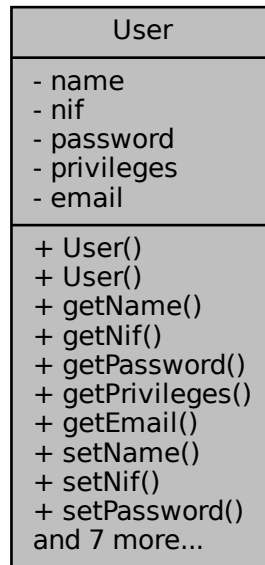 User
- name
- nif
- password
- privileges
- email
+ User()
+ User()
+ getName()
+ getNif()
+ getPassword()
+ getPrivileges()
+ getEmail()
+ setName()
+ setNif()
+ setPassword()
and 7 more...